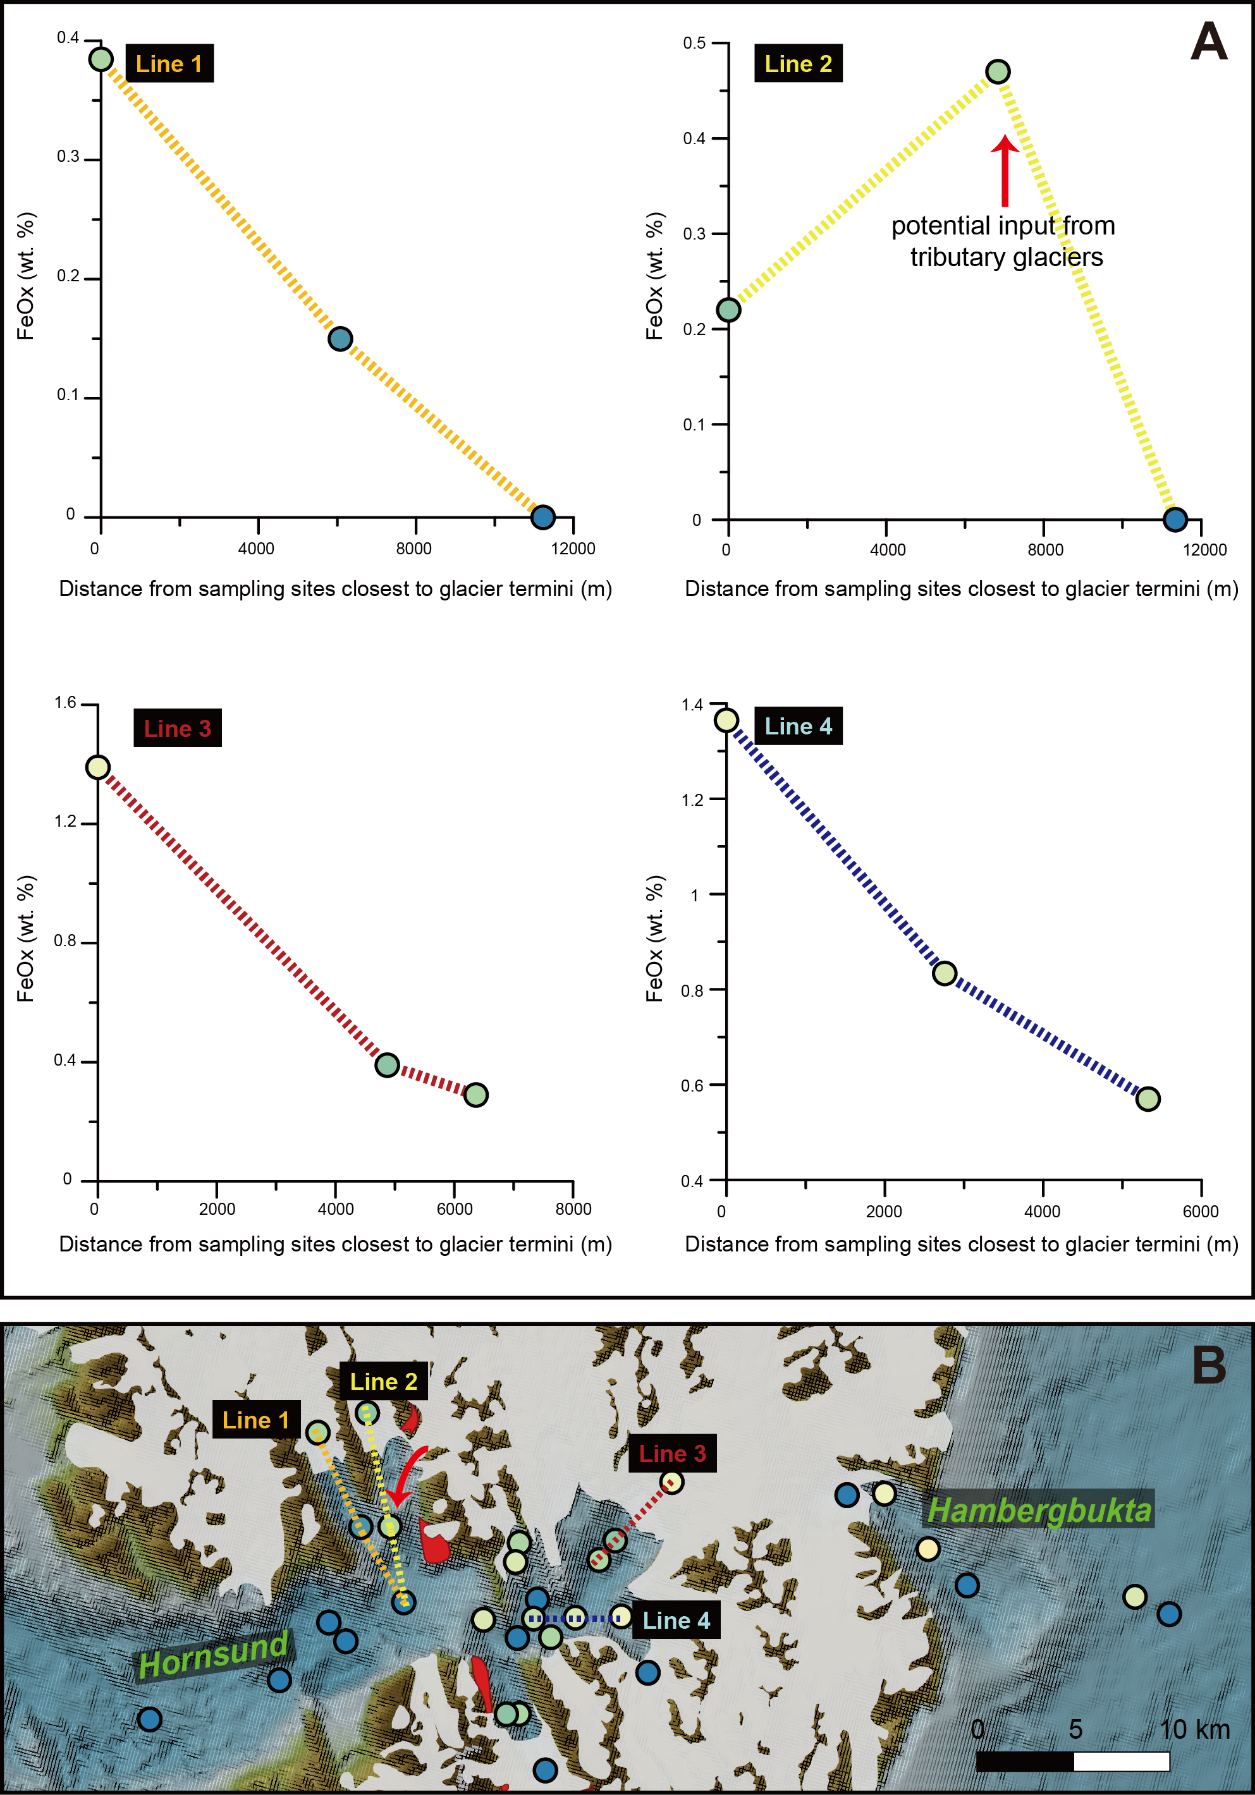 A
Line 1
0.4
0.3
0.2
0.1
0
FeOx (wt. %)
0 4000 8000 12000
Distance from sampling sites closest to glacier termini (m)
Line 2
0.5
0.4
0.3
0.2
0.1
0
FeOx (wt. %)
potential input from
tributary glaciers
0 4000 8000 12000
Distance from sampling sites closest to glacier termini (m)
Line 3
1.6
1.2
0.8
0.4
0
FeOx (wt. %)
0 2000 4000 6000 8000
Distance from sampling sites closest to glacier termini (m)
Line 4
1.4
1.2
1
0.8
0.6
0.4
FeOx (wt. %)
0 2000 4000 6000
Distance from sampling sites closest to glacier termini (m)
B
Line 2
Line 1
Line 3
Hambergbukta
Line 4
Hornsund
0 5 10 km